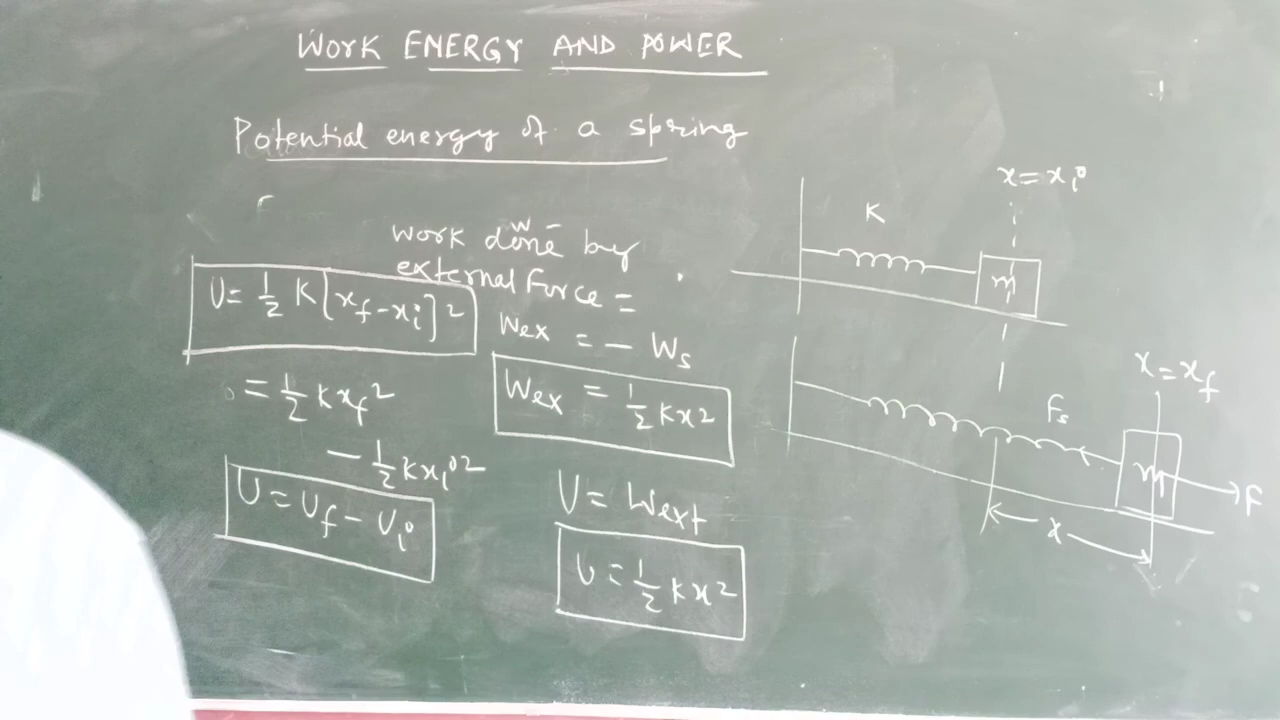 WORK ENERGY AND POWER
Potential energy of a spring
w -
work done by
external force =
Wex = - Ws
Wex = 1/2 Kx²
U = Wext
U = 1/2 Kx²
U = 1/2 K[xf - xi]²
= 1/2 Kxf²
- 1/2 Kxi²
U = Uf - Ui
x = xi
K
m
x = xf
Fs
m
F
x